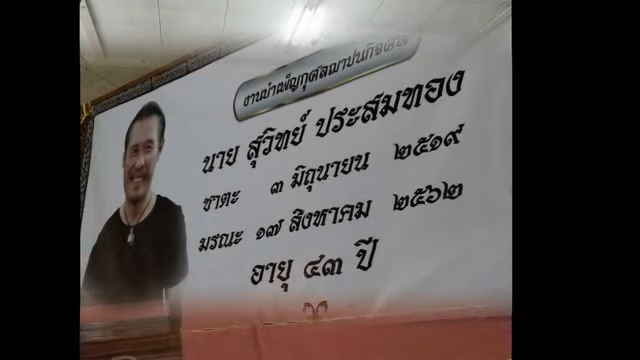 งานบำเพ็ญกุศลฌาปนกิจศพ
นาย สุวิทย์ ประสมทอง
ชาตะ ๓ มิถุนายน ๒๕๑๙
มรณะ ๑๗ สิงหาคม ๒๕๖๒
อายุ ๔๓ ปี